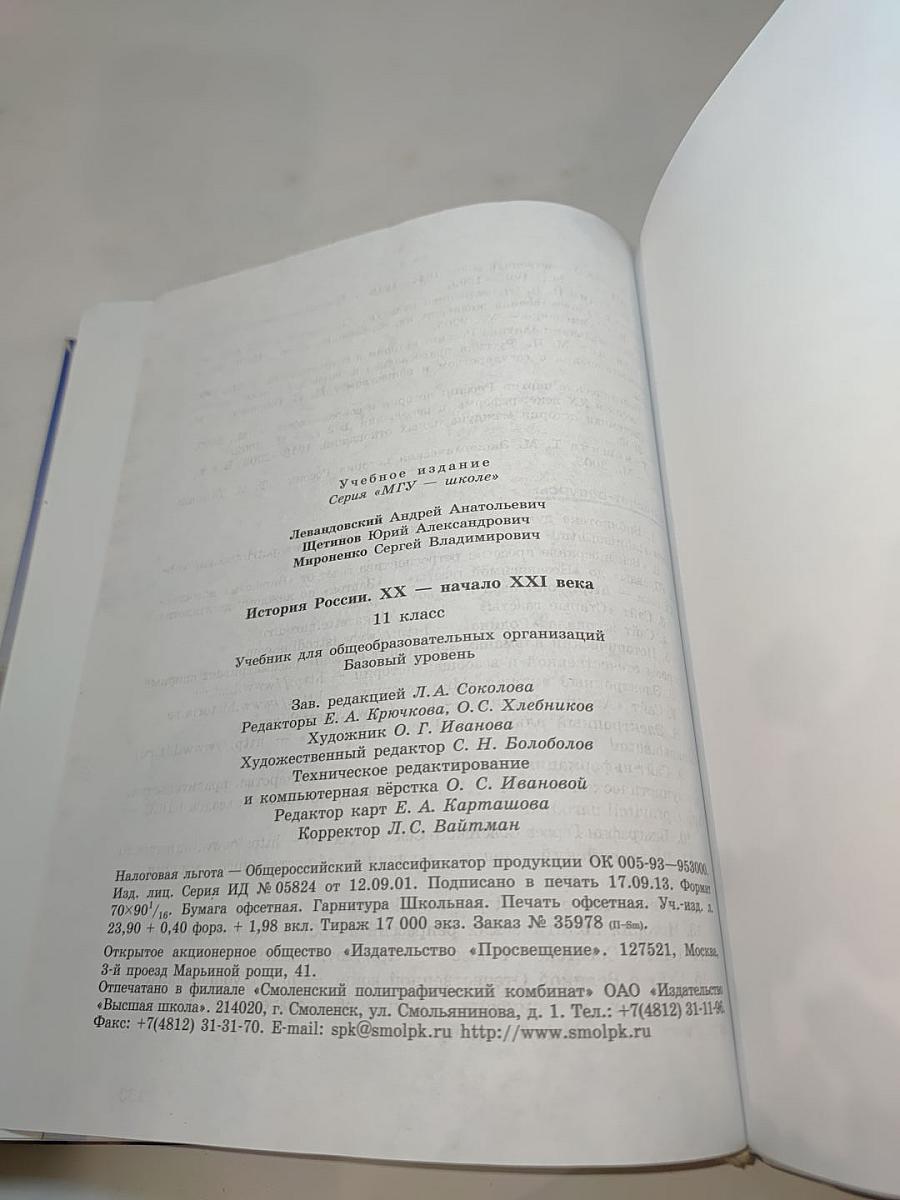 Учебное издание
Серия «МГУ — школе»
Левандовский Андрей Анатольевич
Щетинов Юрий Александрович
Мироненко Сергей Владимирович
История России. XX — начало XXI века
11 класс
Учебник для общеобразовательных организаций
Базовый уровень
Зав. редакцией Л. А. Соколова
Редакторы Е. А. Крючкова, О. С. Хлебников
Художник О. Г. Иванова
Художественный редактор С. Н. Болоболов
Техническое редактирование
и компьютерная вёрстка О. С. Ивановой
Редактор карт Е. А. Карташова
Корректор Л. С. Вайтман
Налоговая льгота — Общероссийский классификатор продукции ОК 005-93—953000.
Изд. лиц. Серия ИД № 05824 от 12.09.01. Подписано в печать 17.09.13. Формат
70×90 1/16. Бумага офсетная. Гарнитура Школьная. Печать офсетная. Уч.-изд. л.
23,90 + 0,40 форз. + 1,98 вкл. Тираж 17 000 экз. Заказ № 35978 (П-Sm).
Открытое акционерное общество «Издательство «Просвещение». 127521, Москва,
3-й проезд Марьиной рощи, 41.
Отпечатано в филиале «Смоленский полиграфический комбинат» ОАО «Издательство
«Высшая школа». 214020, г. Смоленск, ул. Смольянинова, д. 1. Тел.: +7(4812) 31-11-96.
Факс: +7(4812) 31-31-70. E-mail: spk@smolpk.ru http://www.smolpk.ru